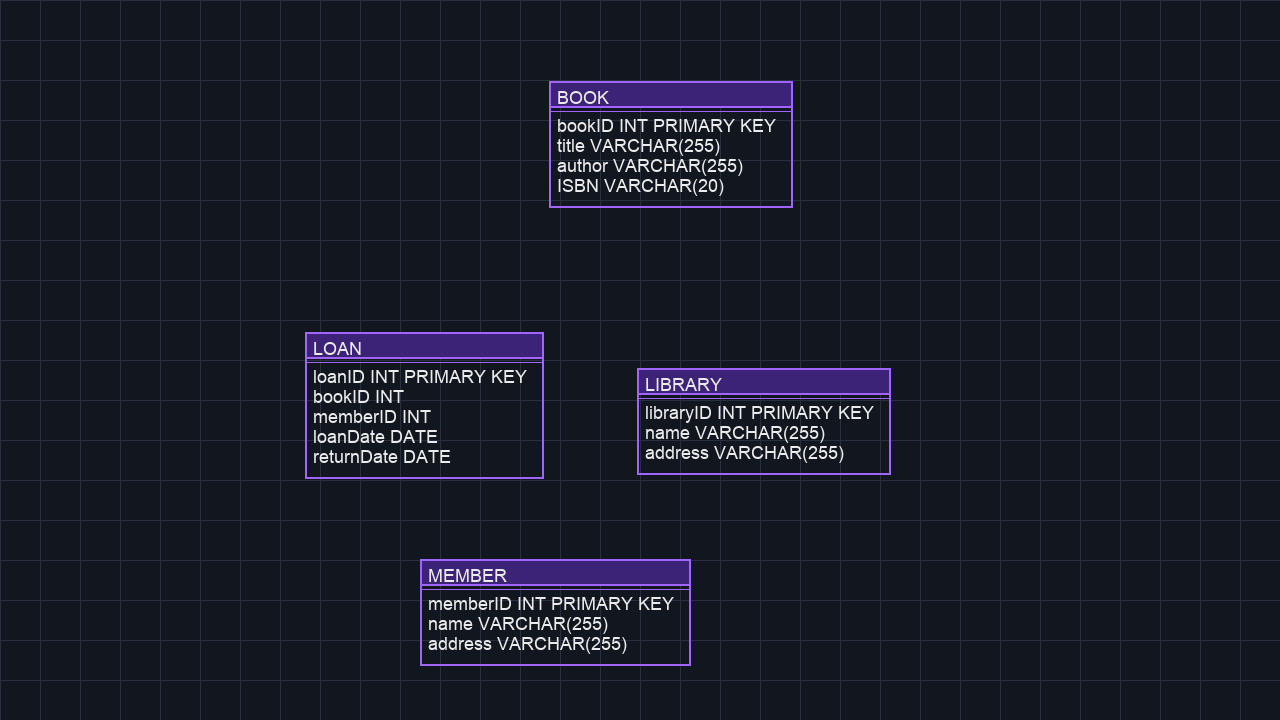 BOOK
bookID INT PRIMARY KEY
title VARCHAR(255)
author VARCHAR(255)
ISBN VARCHAR(20)
LOAN
loanID INT PRIMARY KEY
bookID INT
memberID INT
loanDate DATE
returnDate DATE
LIBRARY
libraryID INT PRIMARY KEY
name VARCHAR(255)
address VARCHAR(255)
MEMBER
memberID INT PRIMARY KEY
name VARCHAR(255)
address VARCHAR(255)